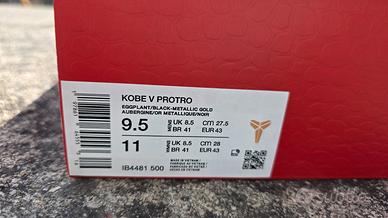 KOBE V PROTRO
EGGPLANT/BLACK-METALLIC GOLD
AUBERGINE/OR METALLIQUE/NOIR
9.5 UK 8.5 CM 27.5
BR 41 EUR 43
11 UK 8.5 CM 28
BR 41 EUR 43
IB4481 500
MADE IN VIETNAM